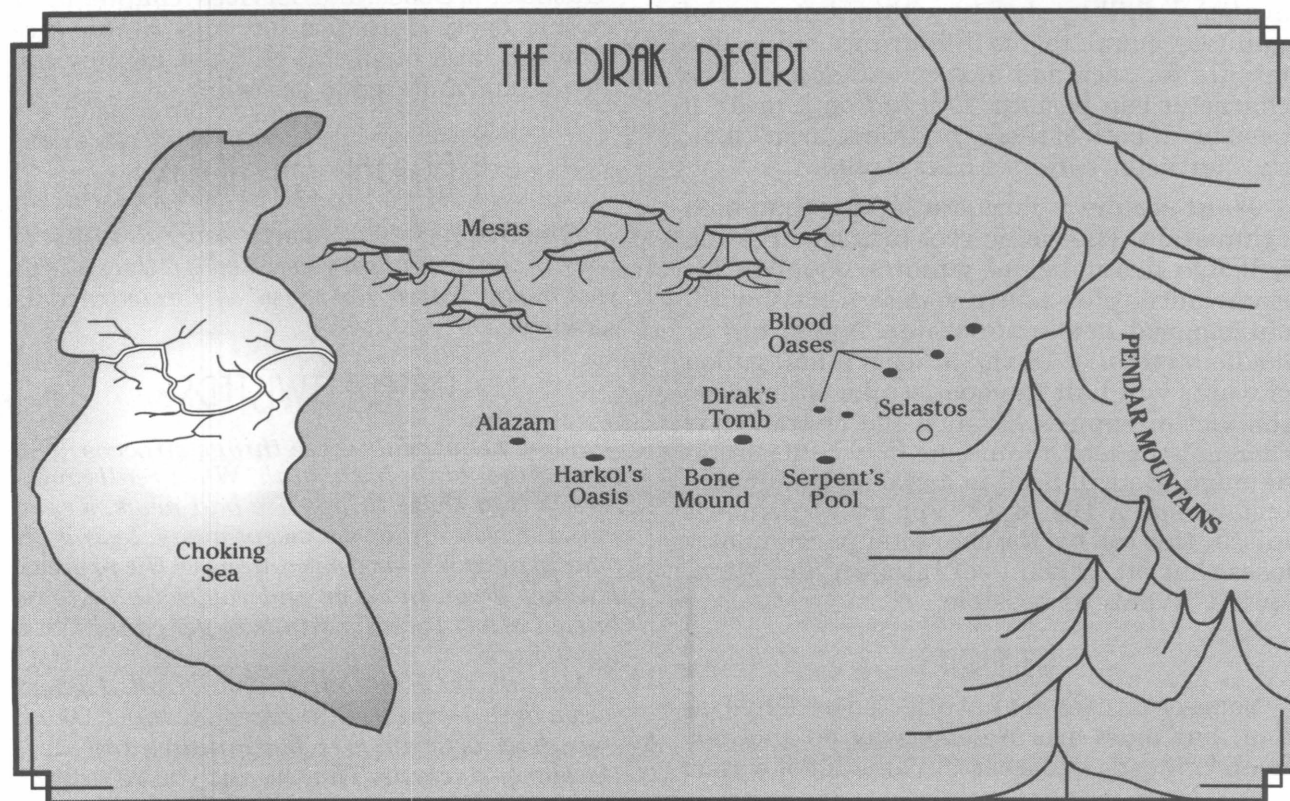 THE DIRAK DESERT
Mesas
Blood
Oases
PENDAR MOUNTAINS
Dirak's
Tomb
Selastos
Alazam
Harkol's
Oasis
Bone
Mound
Serpent's
Pool
Choking
Sea